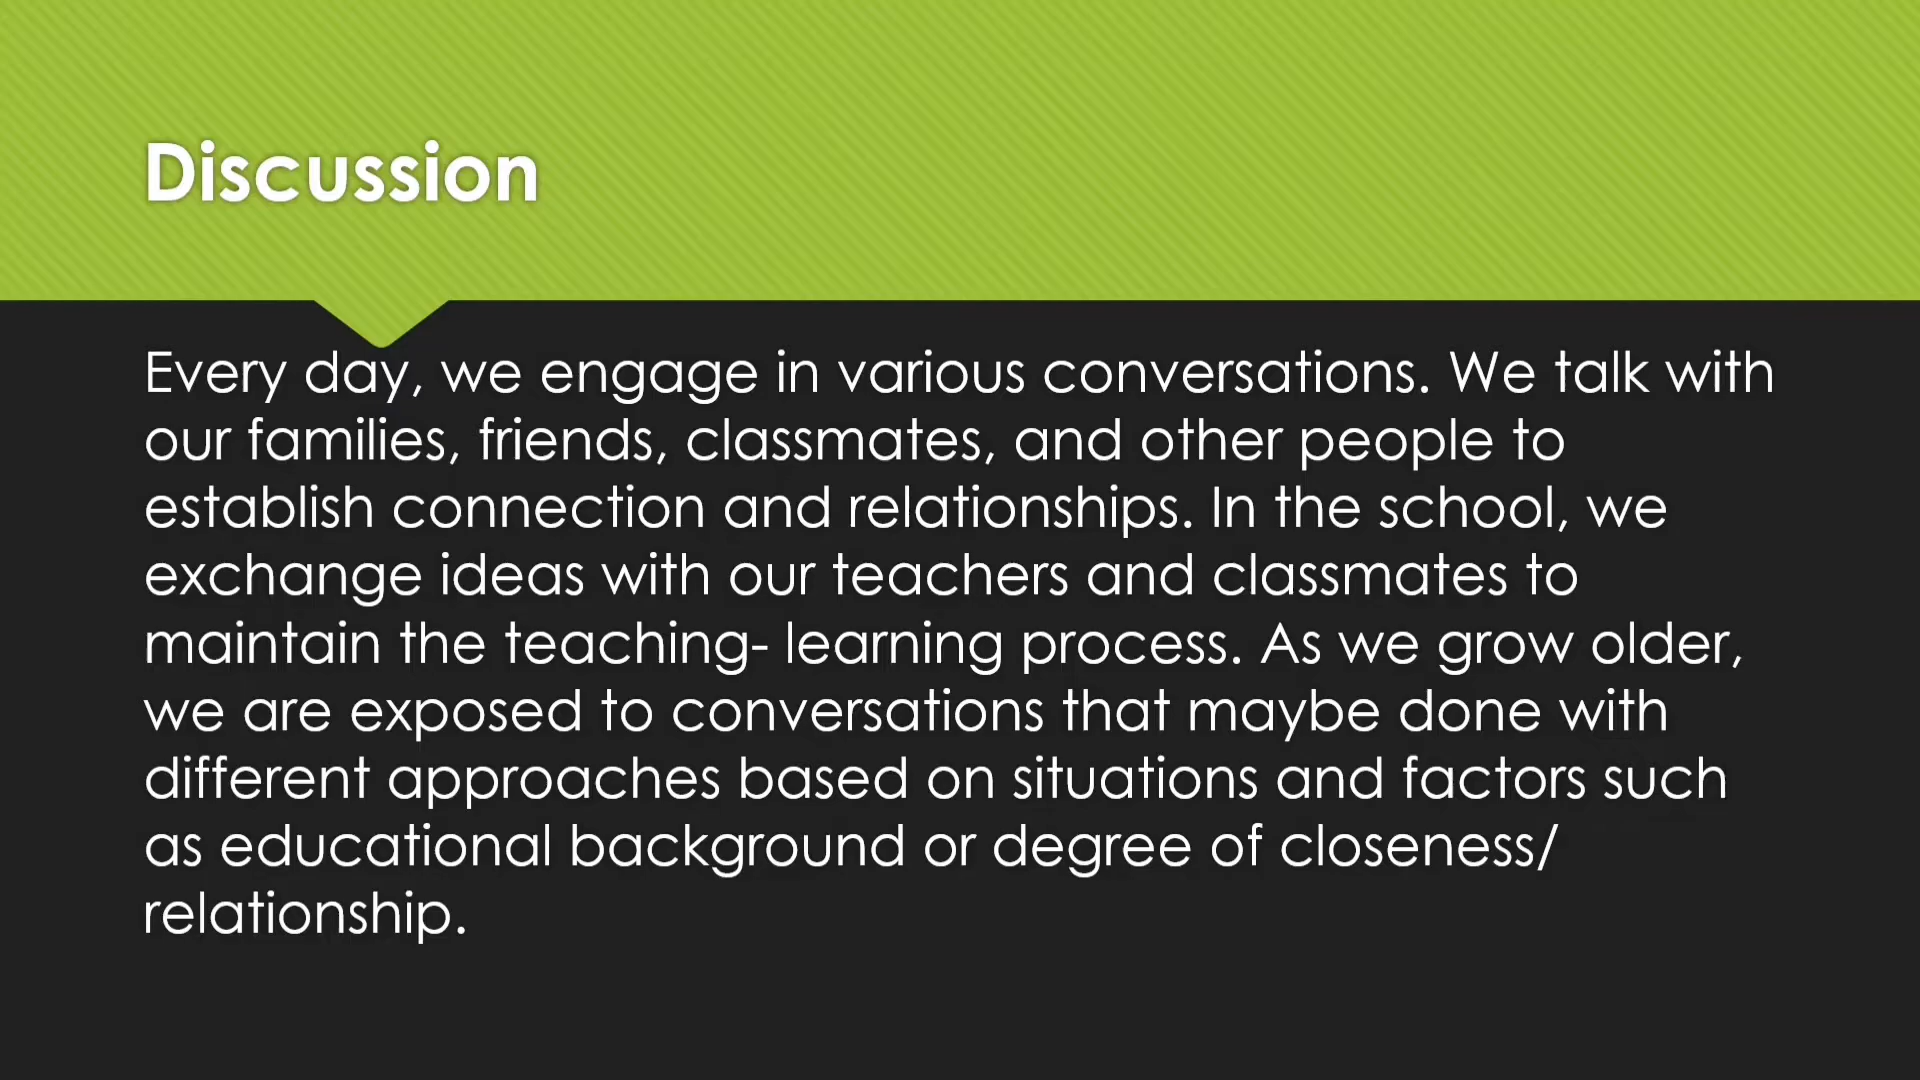 Discussion
Every day, we engage in various conversations. We talk with
our families, friends, classmates, and other people to
establish connection and relationships. In the school, we
exchange ideas with our teachers and classmates to
maintain the teaching- learning process. As we grow older,
we are exposed to conversations that maybe done with
different approaches based on situations and factors such
as educational background or degree of closeness/
relationship.